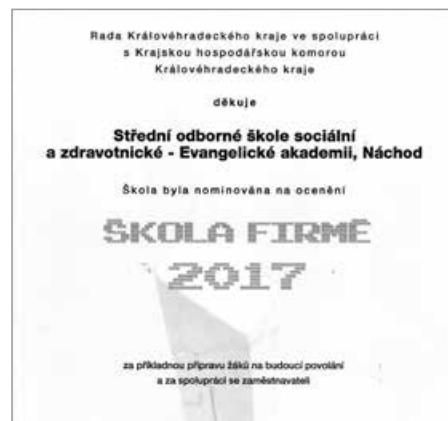 Rada Královéhradeckého kraje ve spolupráci
s Krajskou hospodářskou komorou
Královéhradeckého kraje
děkuje
Střední odborné škole sociální
a zdravotnické - Evangelické akademii, Náchod
Škola byla nominována na ocenění
ŠKOLA FIRMĚ
2017
za příkladnou přípravu žáků na budoucí povolání
a za spolupráci se zaměstnavateli